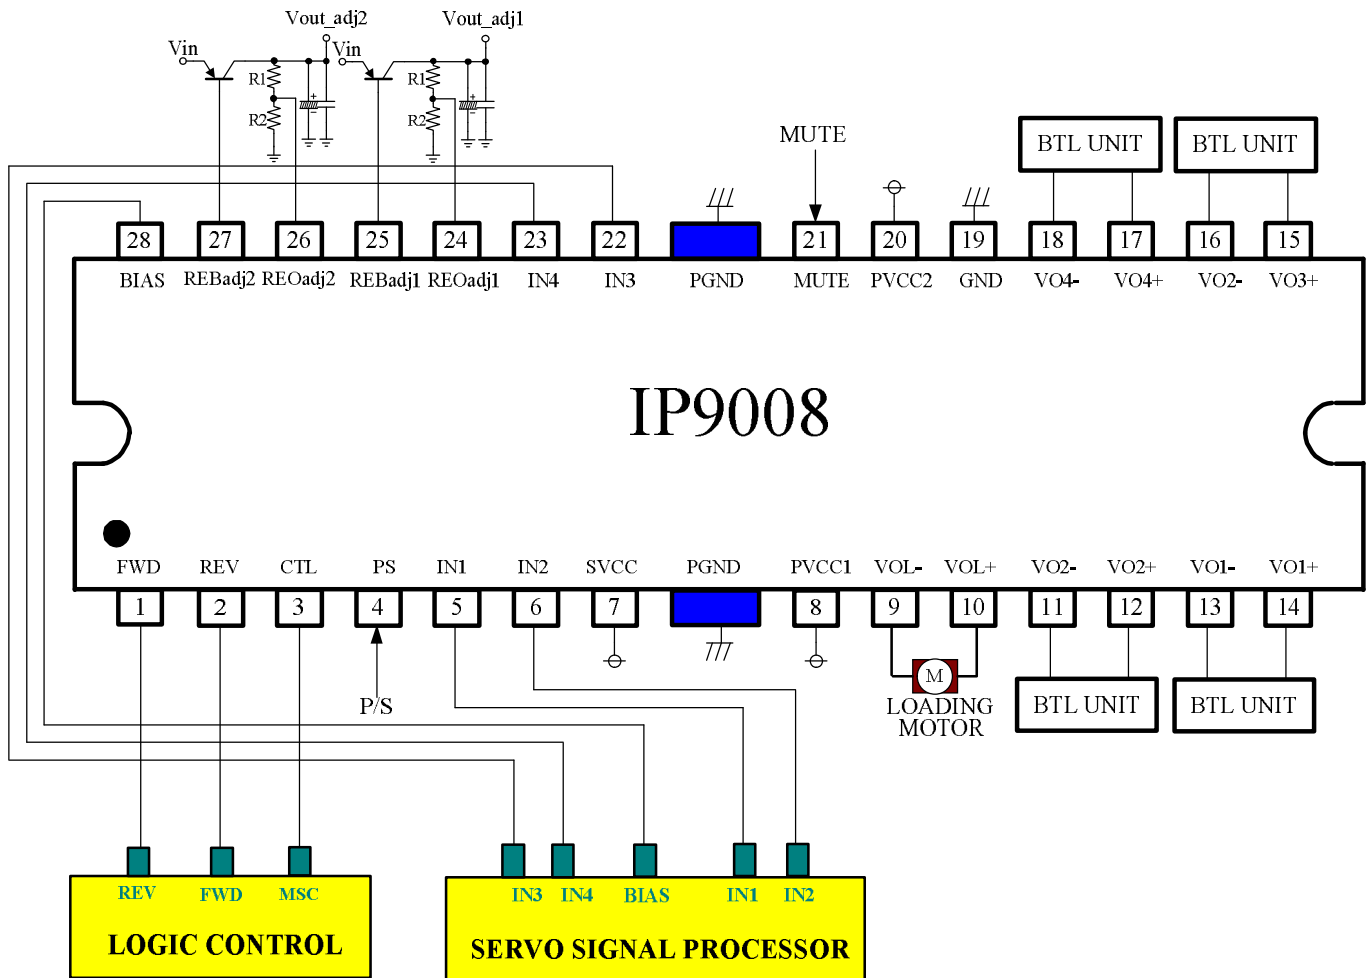 Vout_adj2 Vout_adj1
Vin Vin
R1 R1
+ +
- -
R2 R2
MUTE
BTL UNIT BTL UNIT
28 27 26 25 24 23 22 21 20 19 18 17 16 15
BIAS REBadj2 REOadj2 REBadj1 REOadj1 IN4 IN3 PGND MUTE PVCC2 GND VO4- VO4+ VO2- VO3+
IP9008
FWD REV CTL PS IN1 IN2 SVCC PGND PVCC1 VOL- VOL+ VO2- VO2+ VO1- VO1+
1 2 3 4 5 6 7 8 9 10 11 12 13 14
M
P/S
LOADING
MOTOR
BTL UNIT BTL UNIT
REV FWD MSC
LOGIC CONTROL
IN3 IN4 BIAS IN1 IN2
SERVO SIGNAL PROCESSOR